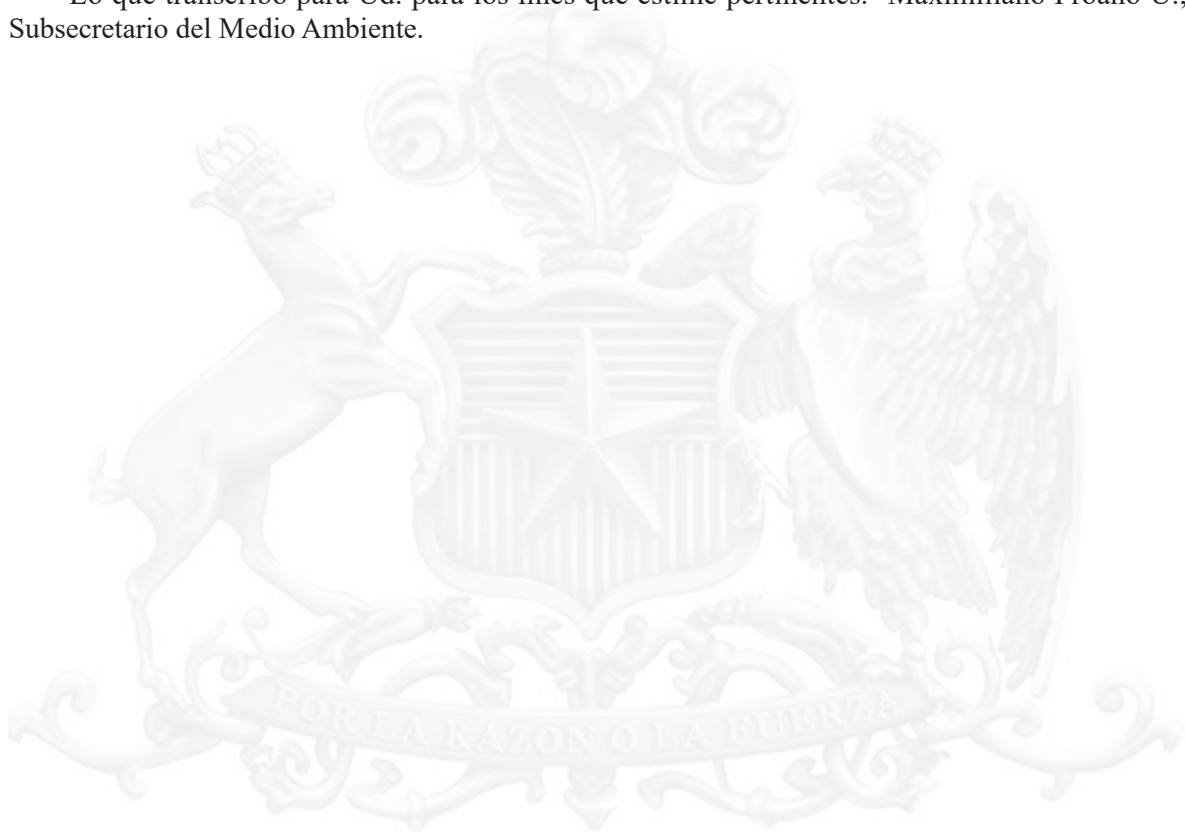 Lo que transcribo para Ud. para los fines que estime pertinentes.- Maximiliano Proaño U.,
Subsecretario del Medio Ambiente.
POR LA RAZON O LA FUERZA